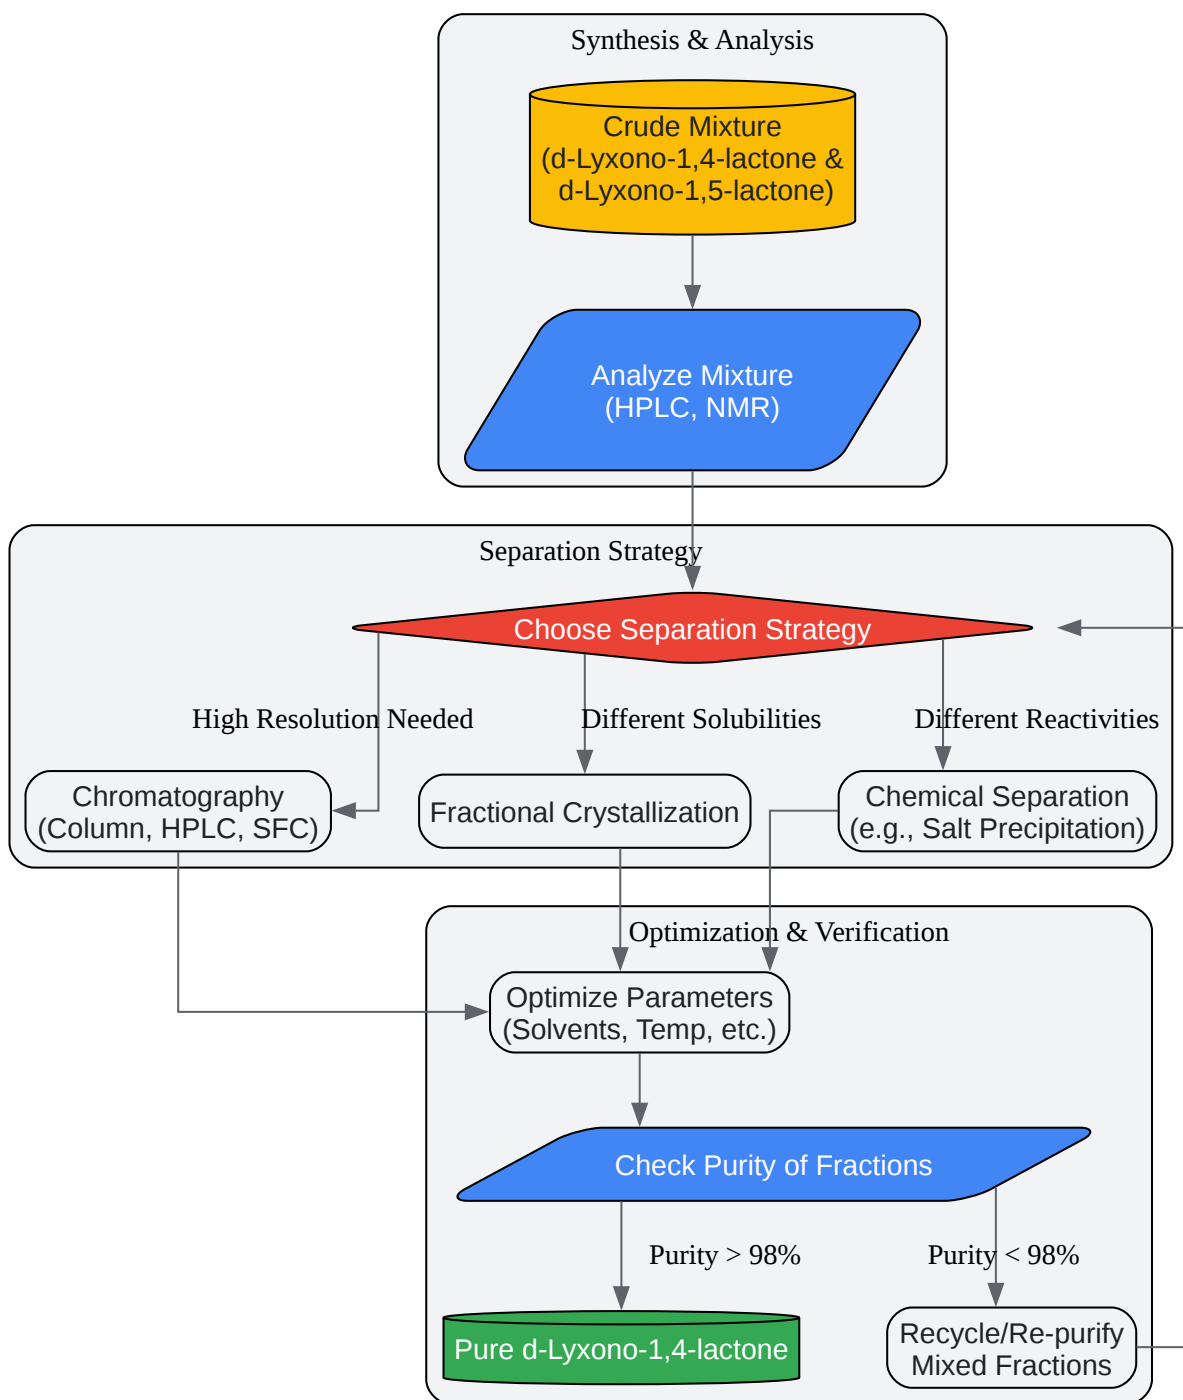 Synthesis & Analysis
Crude Mixture
(d-Lyxono-1,4-lactone &
d-Lyxono-1,5-lactone)
Analyze Mixture
(HPLC, NMR)
Separation Strategy
Choose Separation Strategy
High Resolution Needed
Different Solubilities
Different Reactivities
Chromatography
(Column, HPLC, SFC)
Fractional Crystallization
Chemical Separation
(e.g., Salt Precipitation)
Optimization & Verification
Optimize Parameters
(Solvents, Temp, etc.)
Check Purity of Fractions
Purity > 98%
Purity < 98%
Pure d-Lyxono-1,4-lactone
Recycle/Re-purify
Mixed Fractions